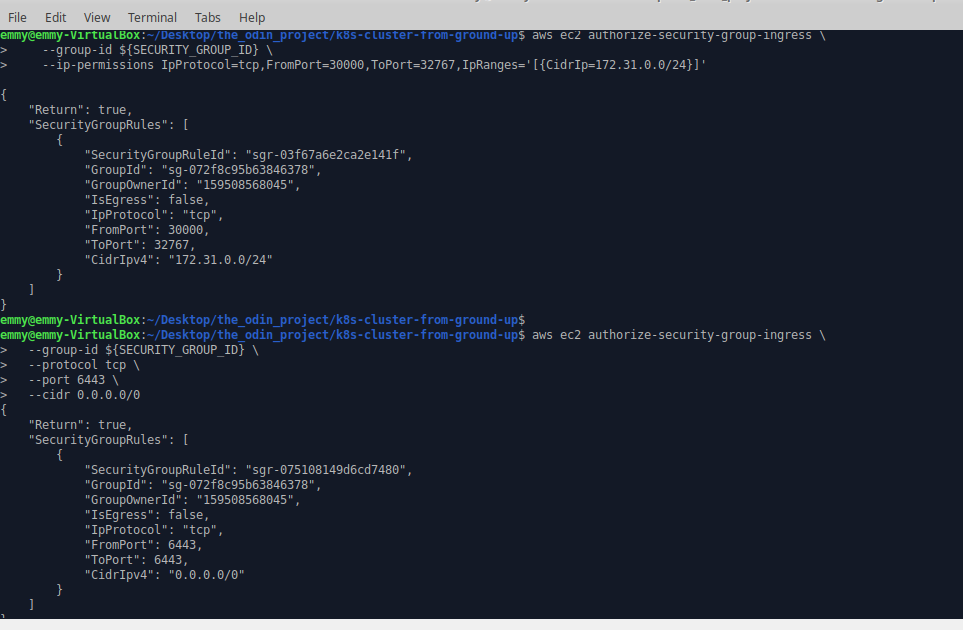 File Edit View Terminal Tabs Help
emmy@emmy-VirtualBox:~/Desktop/the_odin_project/k8s-cluster-from-ground-up$ aws ec2 authorize-security-group-ingress \
>     --group-id ${SECURITY_GROUP_ID} \
>     --ip-permissions IpProtocol=tcp,FromPort=30000,ToPort=32767,IpRanges='[{CidrIp=172.31.0.0/24}]'
{
    "Return": true,
    "SecurityGroupRules": [
        {
            "SecurityGroupRuleId": "sgr-03f67a6e2ca2e141f",
            "GroupId": "sg-072f8c95b63846378",
            "GroupOwnerId": "159508568045",
            "IsEgress": false,
            "IpProtocol": "tcp",
            "FromPort": 30000,
            "ToPort": 32767,
            "CidrIpv4": "172.31.0.0/24"
        }
    ]
}
emmy@emmy-VirtualBox:~/Desktop/the_odin_project/k8s-cluster-from-ground-up$
emmy@emmy-VirtualBox:~/Desktop/the_odin_project/k8s-cluster-from-ground-up$ aws ec2 authorize-security-group-ingress \
>   --group-id ${SECURITY_GROUP_ID} \
>   --protocol tcp \
>   --port 6443 \
>   --cidr 0.0.0.0/0
{
    "Return": true,
    "SecurityGroupRules": [
        {
            "SecurityGroupRuleId": "sgr-075108149d6cd7480",
            "GroupId": "sg-072f8c95b63846378",
            "GroupOwnerId": "159508568045",
            "IsEgress": false,
            "IpProtocol": "tcp",
            "FromPort": 6443,
            "ToPort": 6443,
            "CidrIpv4": "0.0.0.0/0"
        }
    ]